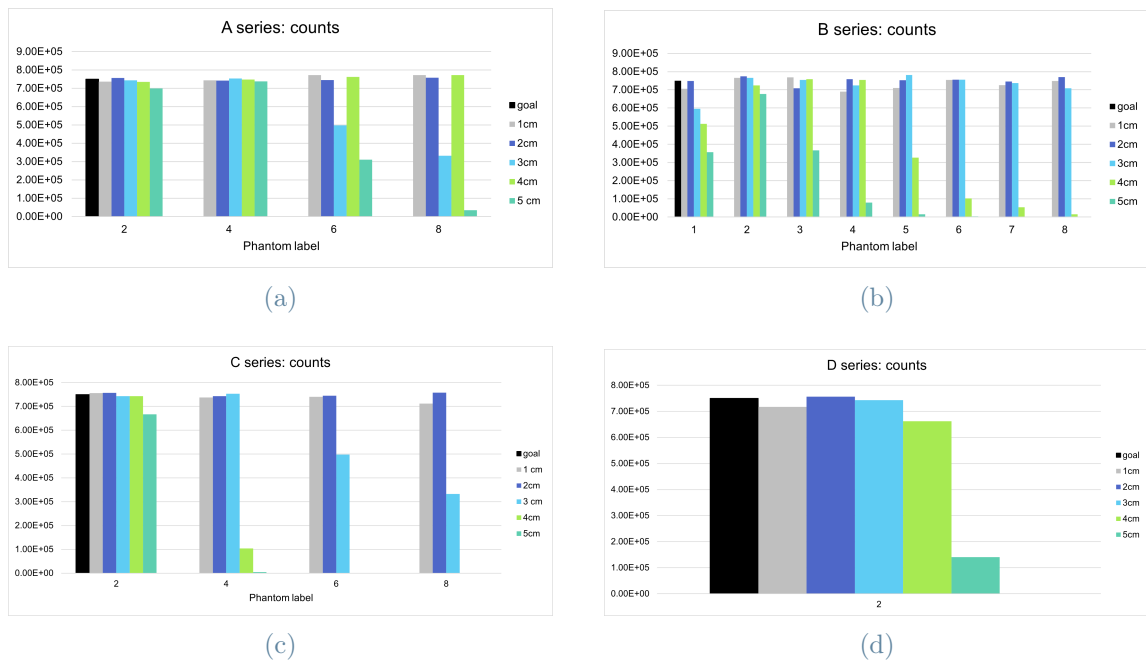 A series: counts
9.00E+05
8.00E+05
7.00E+05
6.00E+05
5.00E+05
4.00E+05
3.00E+05
2.00E+05
1.00E+05
0.00E+00
2 4 6 8
Phantom label
goal
1cm
2cm
3cm
4cm
5 cm
(a)
B series: counts
9.00E+05
8.00E+05
7.00E+05
6.00E+05
5.00E+05
4.00E+05
3.00E+05
2.00E+05
1.00E+05
0.00E+00
1 2 3 4 5 6 7 8
Phantom label
goal
1cm
2cm
3cm
4cm
5cm
(b)
C series: counts
8.00E+05
7.00E+05
6.00E+05
5.00E+05
4.00E+05
3.00E+05
2.00E+05
1.00E+05
0.00E+00
2 4 6 8
Phantom label
goal
1 cm
2cm
3 cm
4cm
5cm
(c)
D series: counts
8.00E+05
7.00E+05
6.00E+05
5.00E+05
4.00E+05
3.00E+05
2.00E+05
1.00E+05
0.00E+00
2
goal
1cm
2cm
3cm
4cm
5cm
(d)